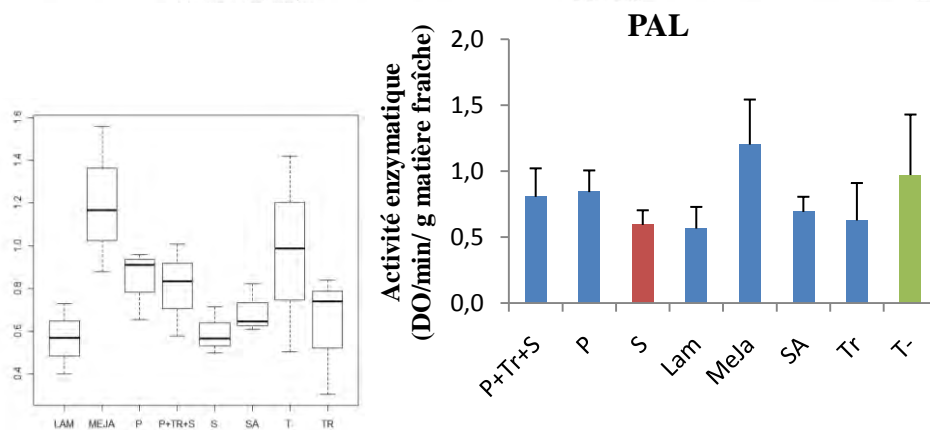 PAL
Activité enzymatique
(DO/min/ g matière fraîche)
2,0
1,5
1,0
0,5
0,0
P+Tr+S P S Lam MeJa SA Tr T-
1.6
1.4
1.2
1.0
0.8
0.6
0.4
LAM MEJA P P+TR+S S SA T TR